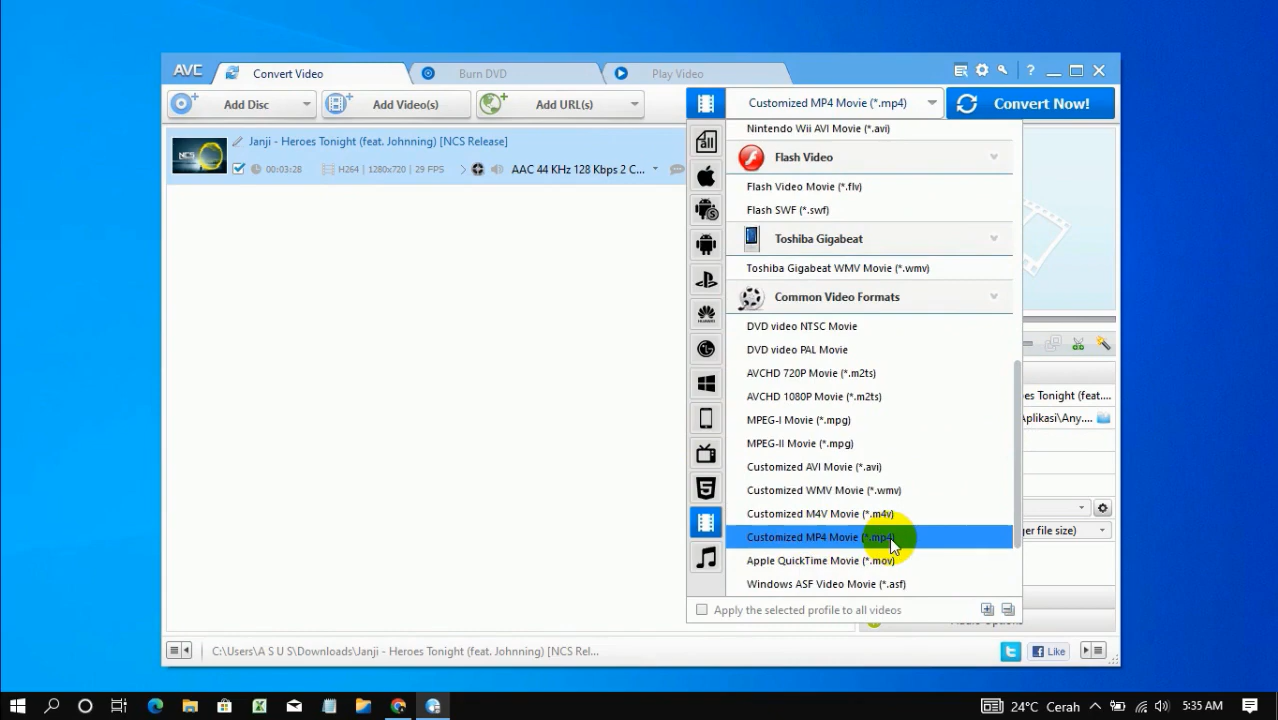 AVC
Convert Video
Burn DVD
Play Video
?
Add Disc
Add Video(s)
Add URL(s)
Customized MP4 Movie (*.mp4)
Convert Now!
Janji - Heroes Tonight (feat. Johnning) [NCS Release]
NCS
00:03:28
H264 | 1280x720 | 29 FPS
AAC 44 KHz 128 Kbps 2 C...
all
Nintendo Wii AVI Movie (*.avi)
Flash Video
Flash Video Movie (*.flv)
Flash SWF (*.swf)
Toshiba Gigabeat
Toshiba Gigabeat WMV Movie (*.wmv)
Common Video Formats
DVD video NTSC Movie
DVD video PAL Movie
AVCHD 720P Movie (*.m2ts)
AVCHD 1080P Movie (*.m2ts)
MPEG-I Movie (*.mpg)
MPEG-II Movie (*.mpg)
Customized AVI Movie (*.avi)
Customized WMV Movie (*.wmv)
Customized M4V Movie (*.m4v)
Customized MP4 Movie (*.mp4)
Apple QuickTime Movie (*.mov)
Windows ASF Video Movie (*.asf)
Apply the selected profile to all videos
es Tonight (feat....
plikasi\Any....
ger file size)
C:\Users\A S U S\Downloads\Janji - Heroes Tonight (feat. Johnning) [NCS Rel...
Like
24°C Cerah
5:35 AM